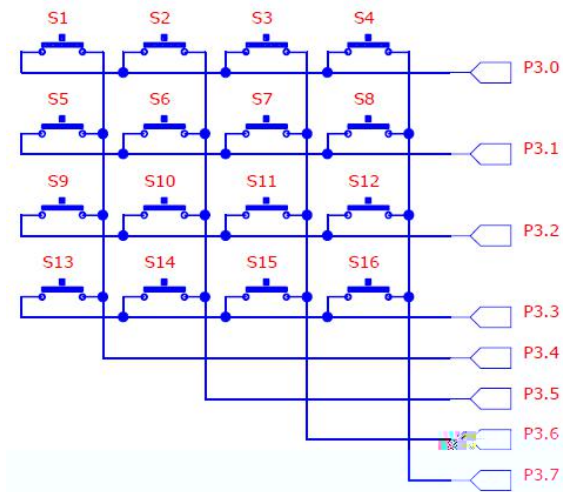 S1 S2 S3 S4
P3.0
S5 S6 S7 S8
P3.1
S9 S10 S11 S12
P3.2
S13 S14 S15 S16
P3.3
P3.4
P3.5
P3.6
P3.7